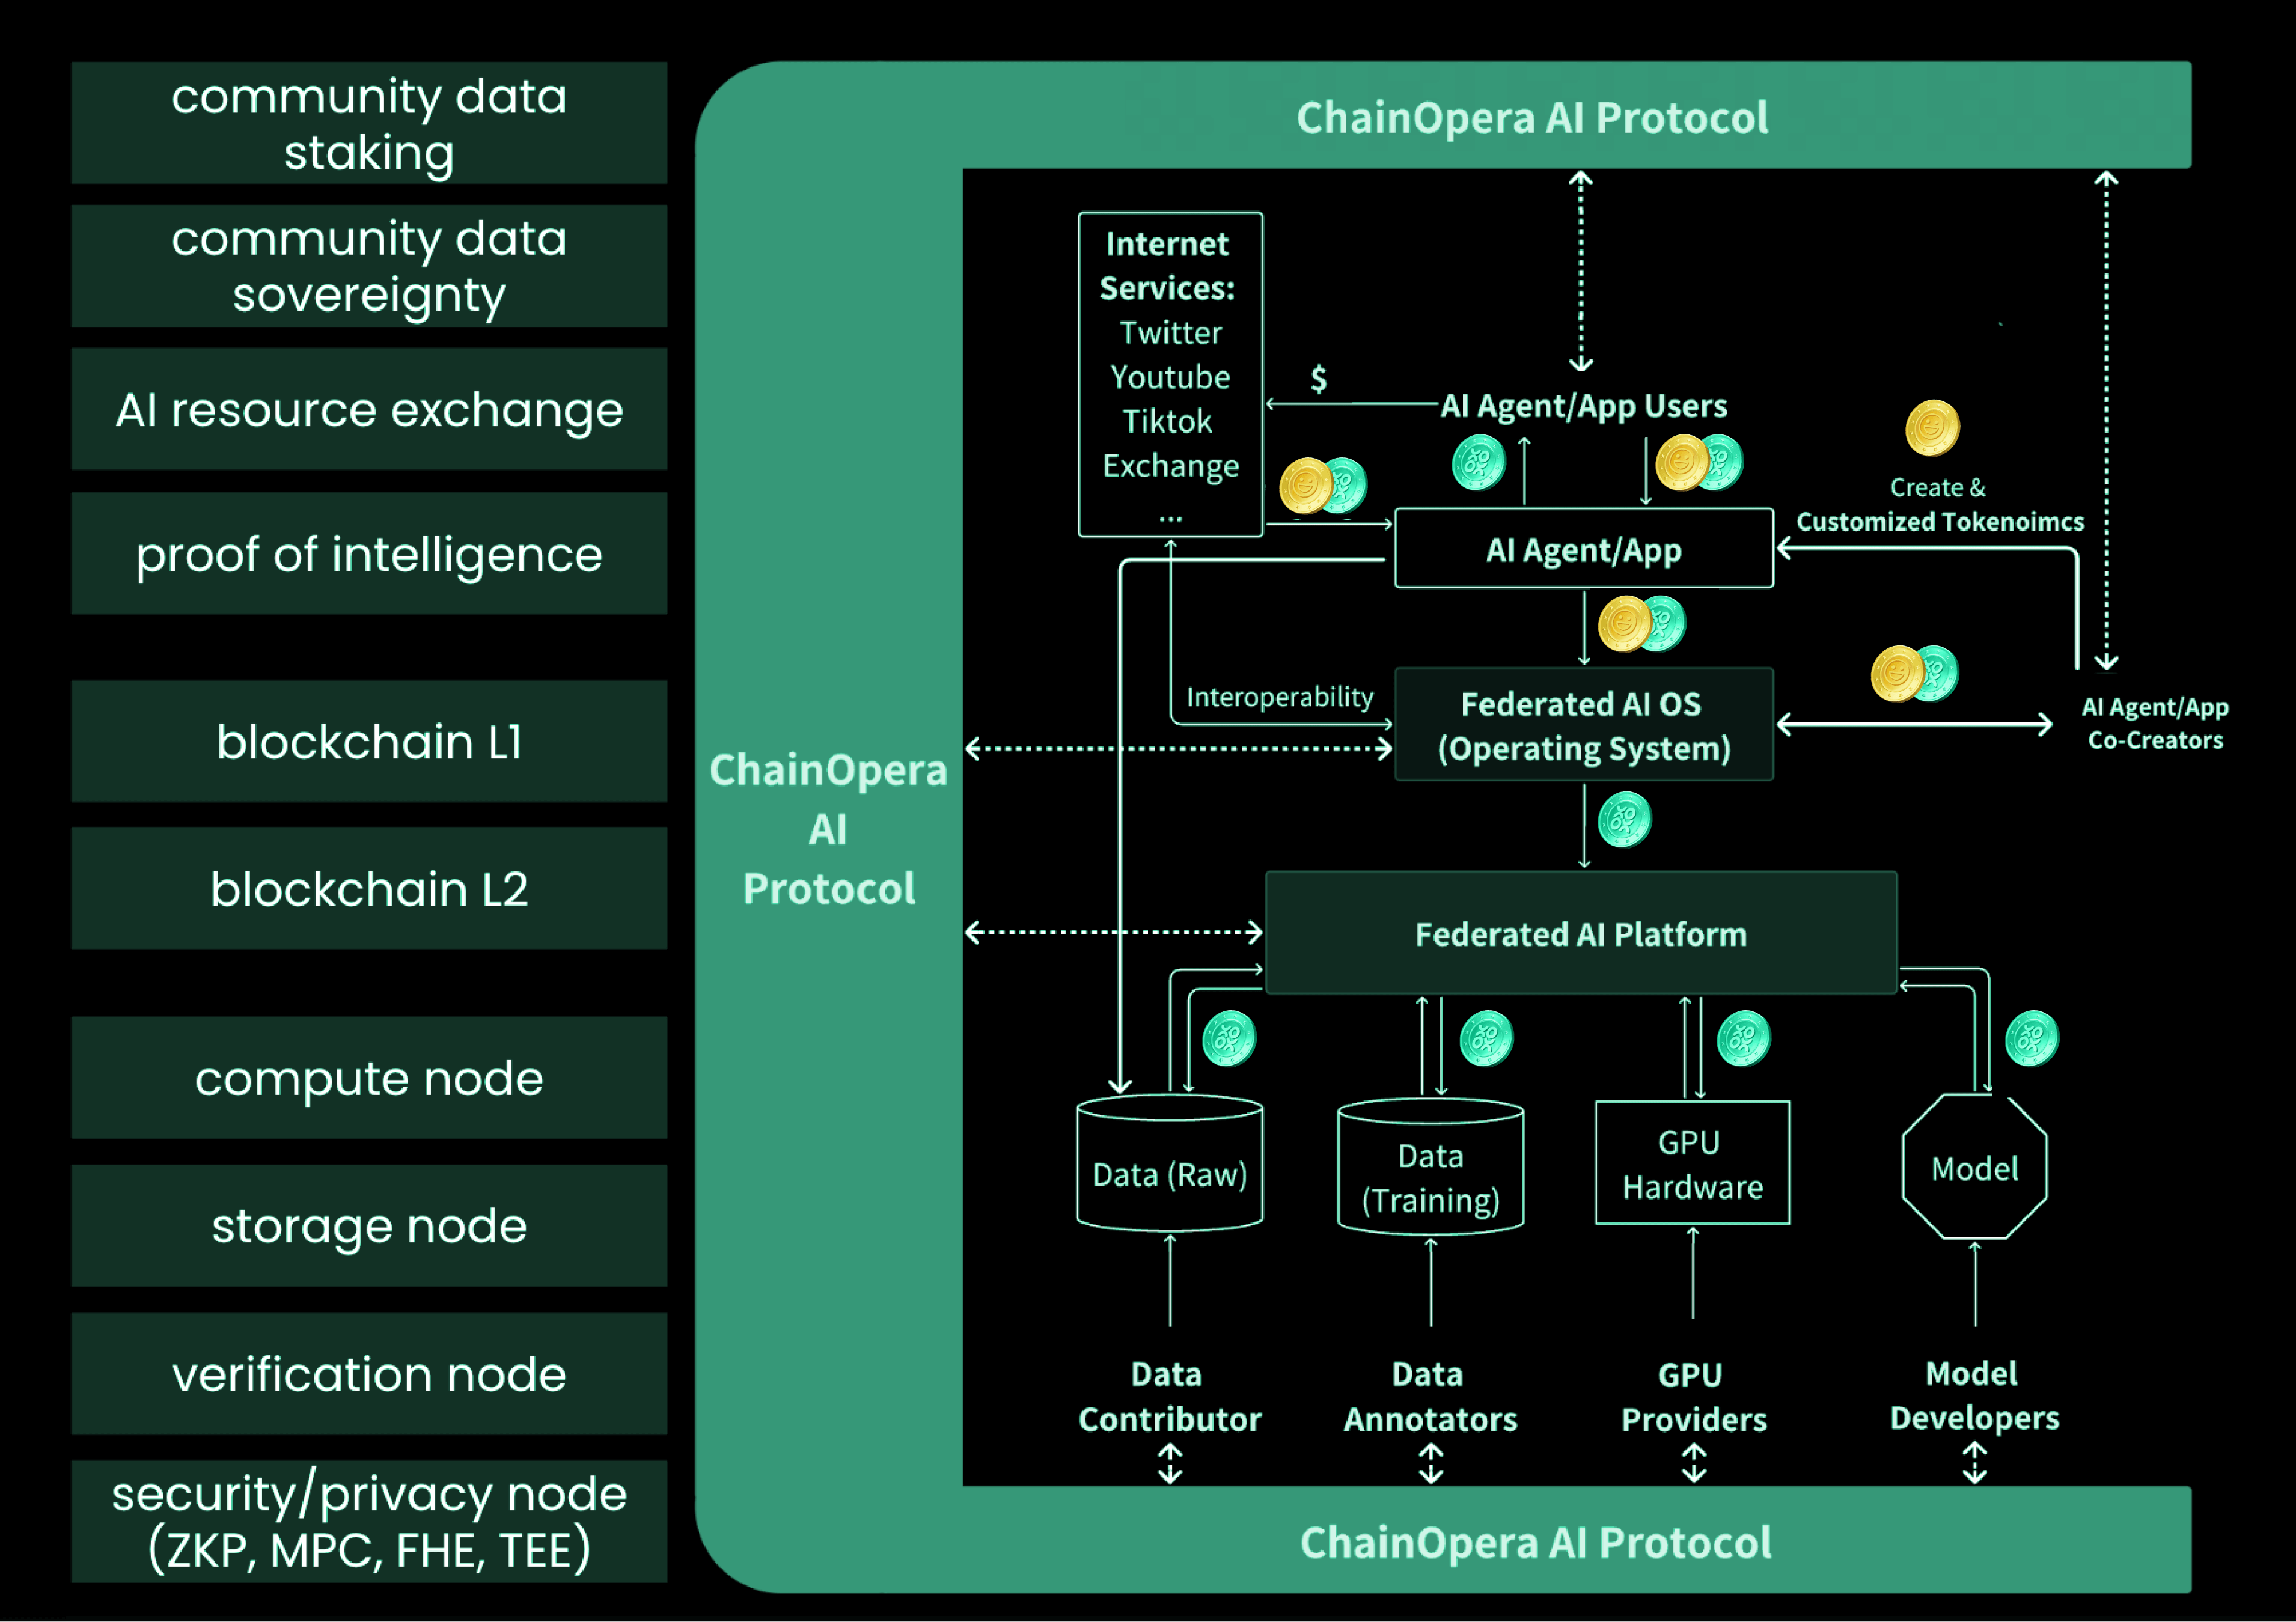 community data
staking
community data
sovereignty
AI resource exchange
proof of intelligence
blockchain L1
blockchain L2
compute node
storage node
verification node
security/privacy node
(ZKP, MPC, FHE, TEE)
ChainOpera AI Protocol
ChainOpera
AI
Protocol
Internet
Services:
Twitter
Youtube
Tiktok
Exchange
...
$
AI Agent/App Users
Create &
Customized Tokenoimcs
AI Agent/App
Interoperability
Federated AI OS
(Operating System)
AI Agent/App
Co-Creators
Federated AI Platform
Data (Raw)
Data
(Training)
GPU
Hardware
Model
Data
Contributor
Data
Annotators
GPU
Providers
Model
Developers
ChainOpera AI Protocol